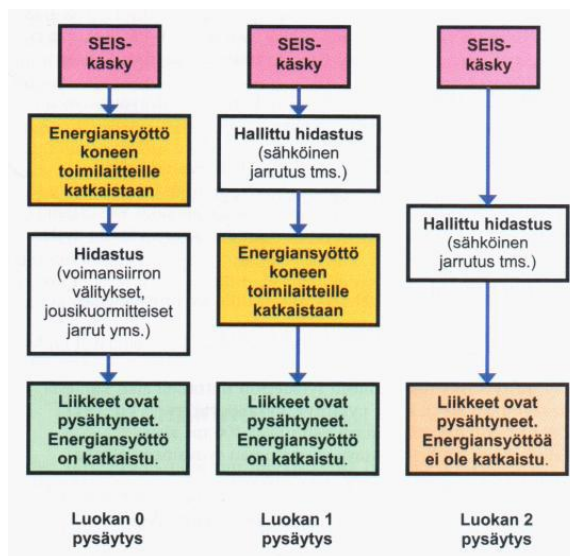 SEIS-
käsky
Energiansyöttö
koneen
toimilaitteille
katkaistaan
Hidastus
(voimansiirron
välitykset,
jousikuormitteiset
jarrut yms.)
Liikkeet ovat
pysähtyneet.
Energiansyöttö
on katkaistu.
Luokan 0
pysäytys
SEIS-
käsky
Hallittu hidastus
(sähköinen
jarrutus tms.)
Energiansyöttö
koneen
toimilaitteille
katkaistaan
Liikkeet ovat
pysähtyneet.
Energiansyöttö
on katkaistu.
Luokan 1
pysäytys
SEIS-
käsky
Hallittu hidastus
(sähköinen
jarrutus tms.)
Liikkeet ovat
pysähtyneet.
Energiansyöttöä
ei ole katkaistu.
Luokan 2
pysäytys